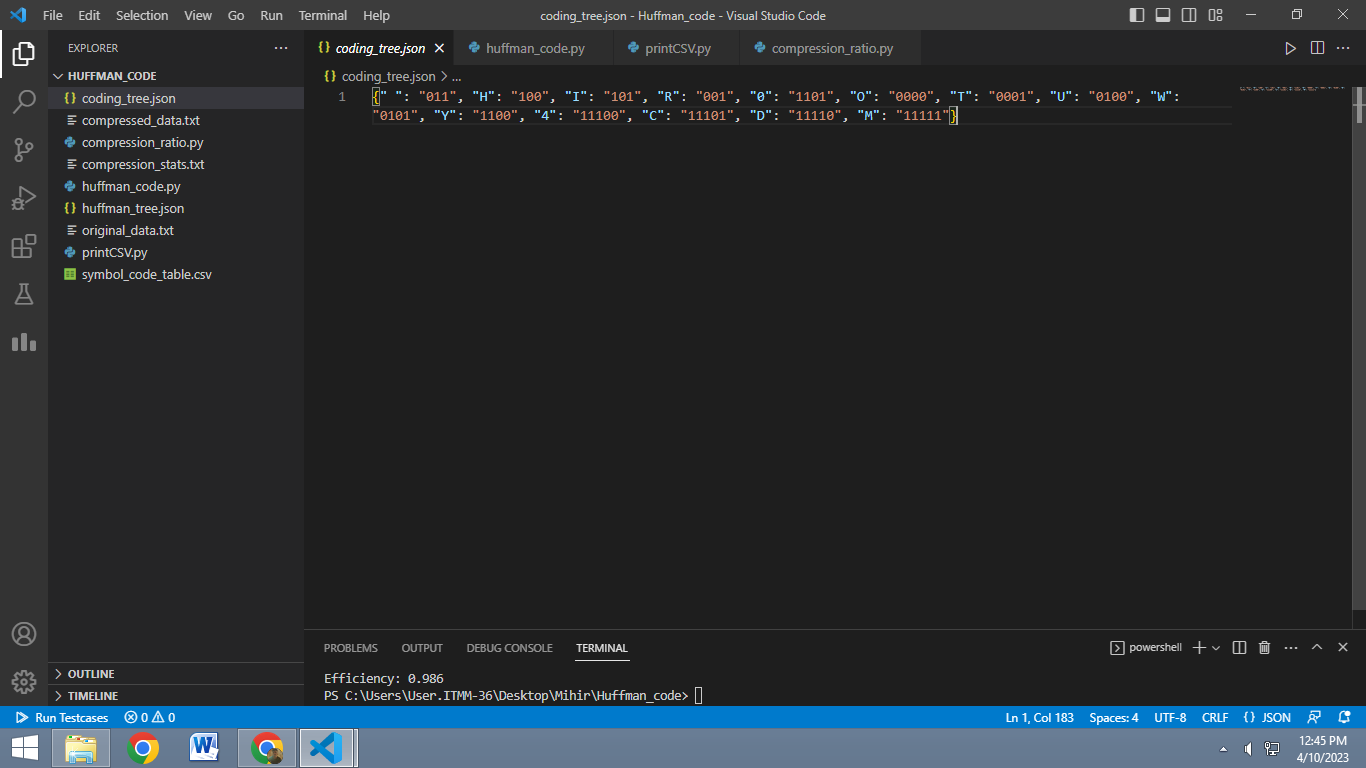 File Edit Selection View Go Run Terminal Help
coding_tree.json - Huffman_code - Visual Studio Code
EXPLORER
HUFFMAN_CODE
coding_tree.json
compressed_data.txt
compression_ratio.py
compression_stats.txt
huffman_code.py
huffman_tree.json
original_data.txt
printCSV.py
symbol_code_table.csv
OUTLINE
TIMELINE
coding_tree.json huffman_code.py printCSV.py compression_ratio.py
{} coding_tree.json > ...
1 {" ": "011", "H": "100", "I": "101", "R": "001", "0": "1101", "O": "0000", "T": "0001", "U": "0100", "W":
"0101", "Y": "1100", "4": "11100", "C": "11101", "D": "11110", "M": "11111"}
PROBLEMS OUTPUT DEBUG CONSOLE TERMINAL
powershell
Efficiency: 0.986
PS C:\Users\User.ITMM-36\Desktop\Mihir\Huffman_code>
Run Testcases 0 0
Ln 1, Col 183 Spaces: 4 UTF-8 CRLF {} JSON
12:45 PM
4/10/2023